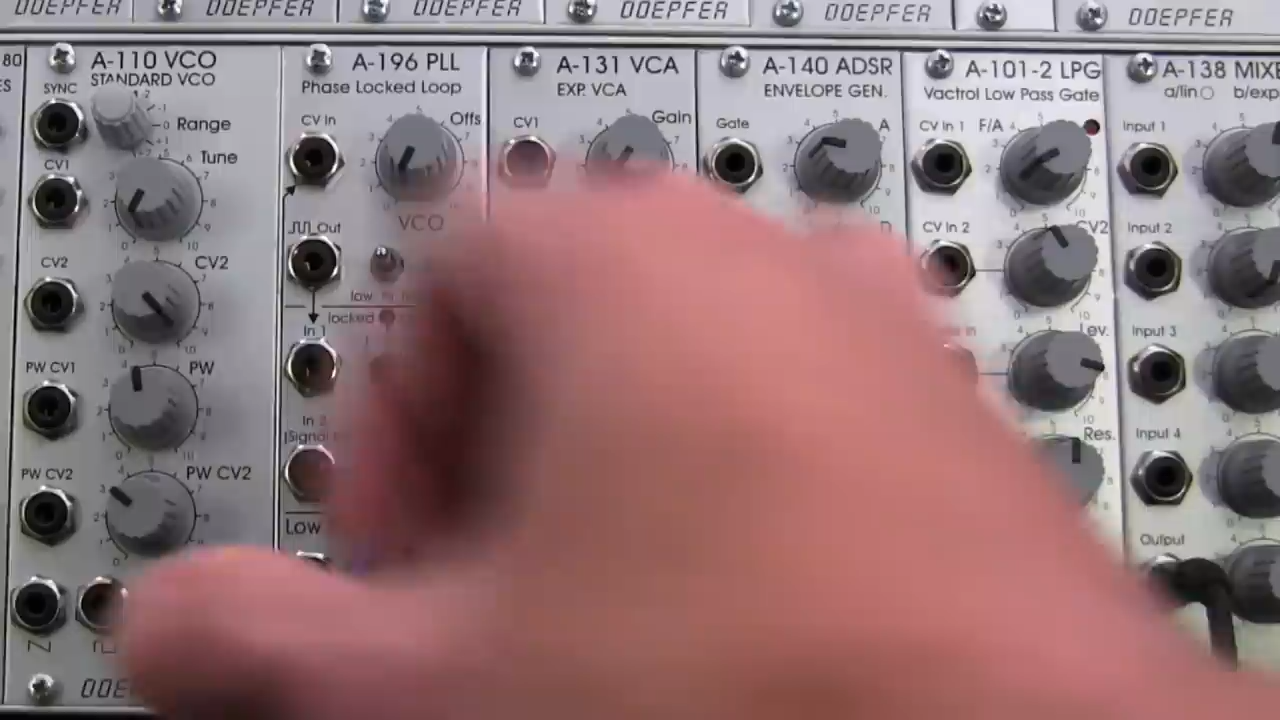 DOEPFER
DOEPFER
DOEPFER
DOEPFER
DOEPFER
DOEPFER
80
A-110 VCO
STANDARD VCO
SYNC
Range
CV1
Tune
CV2
CV2
PW CV1
PW
PW CV2
PW CV2
A-196 PLL
Phase Locked Loop
CV In
Offs
VCO
Out
low
locked
In 1
In 2
Low
A-131 VCA
EXP. VCA
CV1
Gain
A-140 ADSR
ENVELOPE GEN.
Gate
A
A-101-2 LPG
Vactrol Low Pass Gate
CV In 1
F/A
CV In 2
CV2
Lev.
Res.
A-138 MIXE
a/lin
b/exp
Input 1
Input 2
Input 3
Input 4
Output